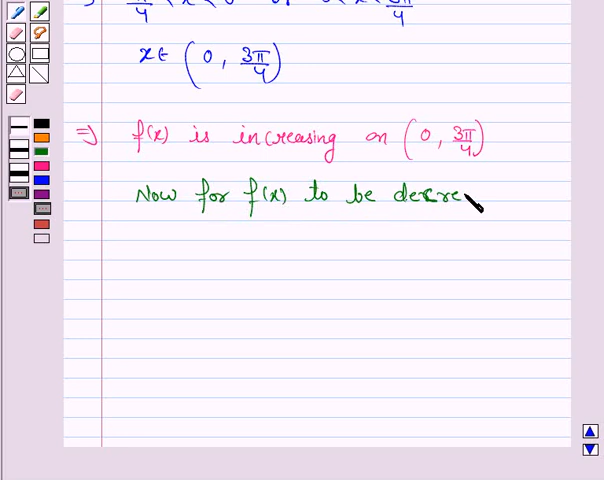 x ∈ (0, 3π/4)
⇒ f(x) is increasing on (0, 3π/4)
Now for f(x) to be decre